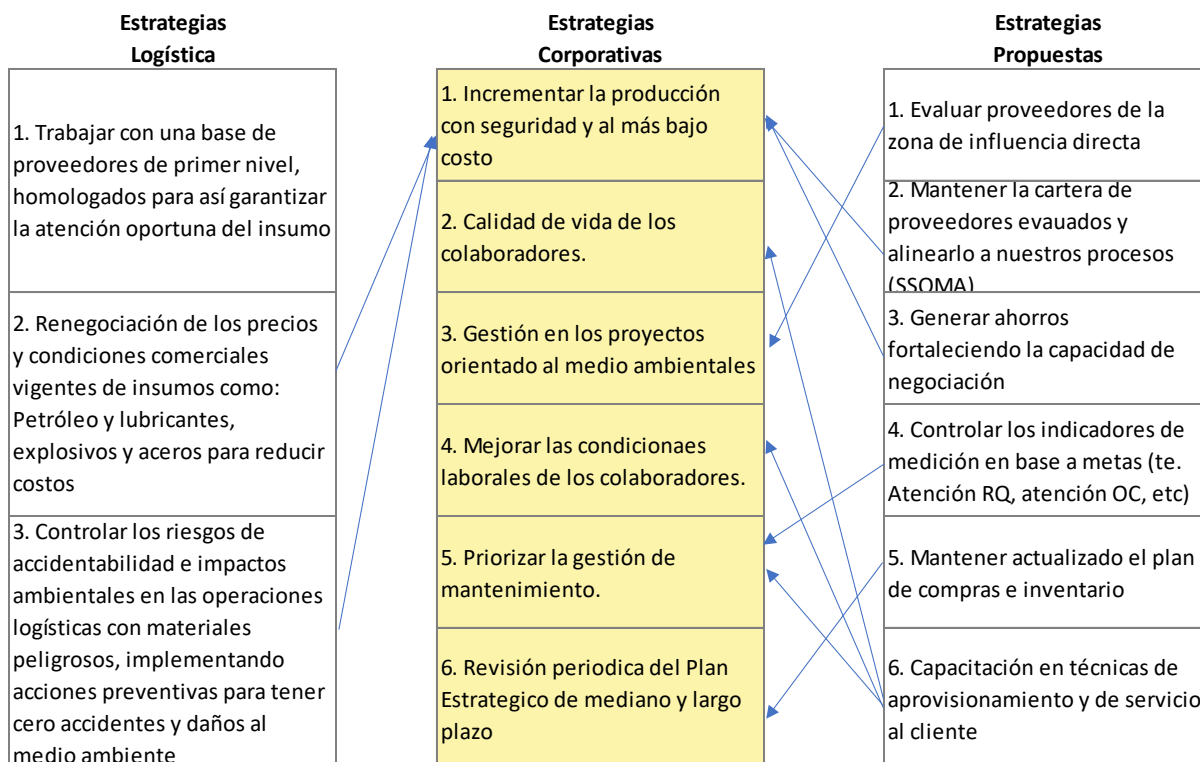 Estrategias
Logística
1. Trabajar con una base de
proveedores de primer nivel,
homologados para así garantizar
la atención oportuna del insumo
2. Renegociación de los precios
y condiciones comerciales
vigentes de insumos como:
Petróleo y lubricantes,
explosivos y aceros para reducir
costos
3. Controlar los riesgos de
accidentabilidad e impactos
ambientales en las operaciones
logísticas con materiales
peligrosos, implementando
acciones preventivas para tener
cero accidentes y daños al
medio ambiente
Estrategias
Corporativas
1. Incrementar la producción
con seguridad y al más bajo
costo
2. Calidad de vida de los
colaboradores.
3. Gestión en los proyectos
orientado al medio ambientales
4. Mejorar las condicionaes
laborales de los colaboradores.
5. Priorizar la gestión de
mantenimiento.
6. Revisión periodica del Plan
Estrategico de mediano y largo
plazo
Estrategias
Propuestas
1. Evaluar proveedores de la
zona de influencia directa
2. Mantener la cartera de
proveedores evauados y
alinearlo a nuestros procesos
(SSOMA)
3. Generar ahorros
fortaleciendo la capacidad de
negociación
4. Controlar los indicadores de
medición en base a metas (te.
Atención RQ, atención OC, etc)
5. Mantener actualizado el plan
de compras e inventario
6. Capacitación en técnicas de
aprovisionamiento y de servicio
al cliente